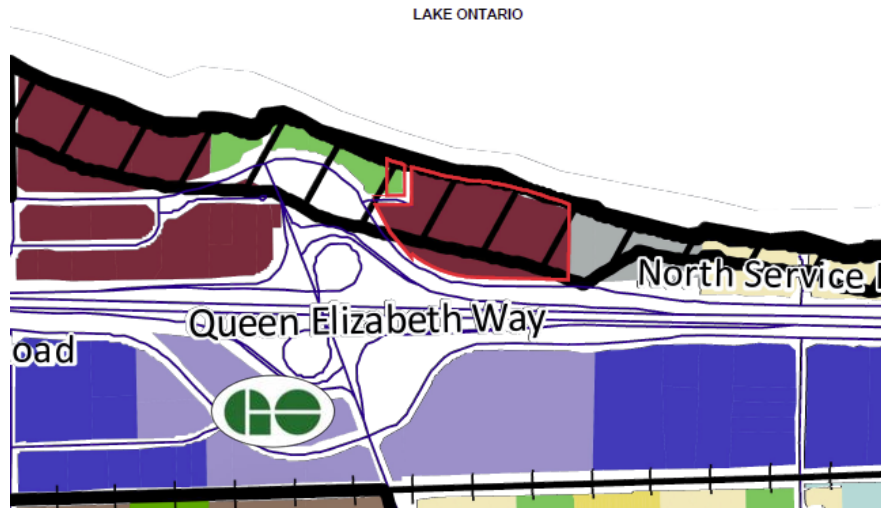 LAKE ONTARIO
North Service
Queen Elizabeth Way
oad
GO